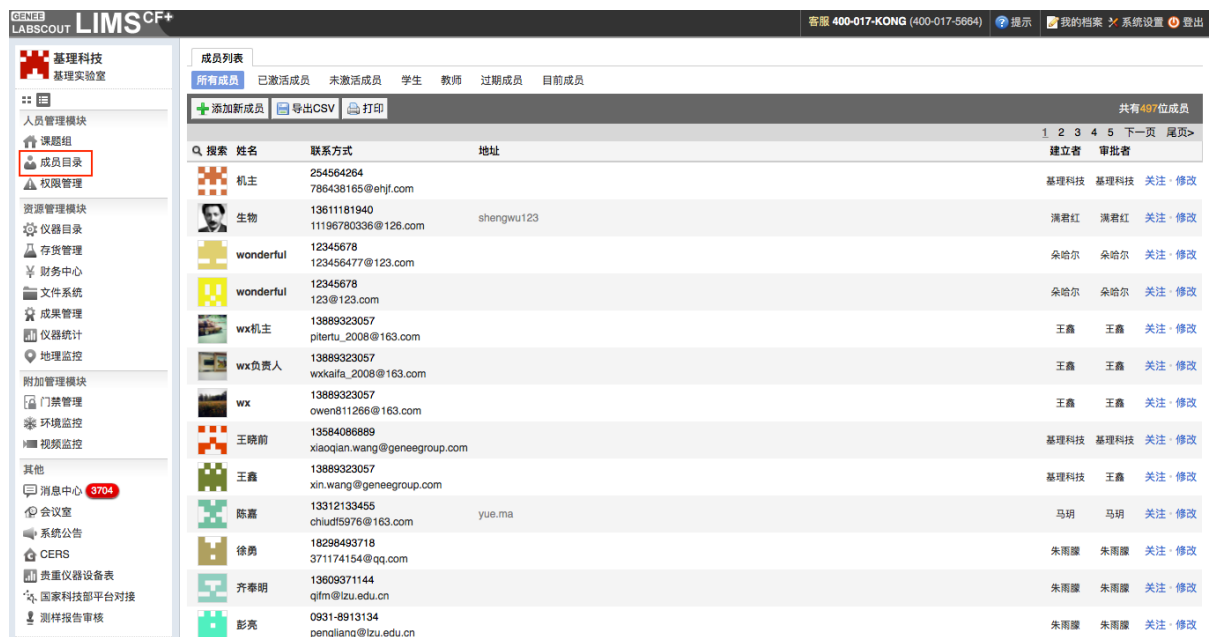 GENEE
LABSCOUT LIMS CF+
客服 400-017-KONG (400-017-5664) 提示 我的档案 系统设置 登出
基理科技
基理实验室
人员管理模块
课题组
成员目录
权限管理
资源管理模块
仪器目录
存货管理
财务中心
文件系统
成果管理
仪器统计
地理监控
附加管理模块
门禁管理
环境监控
视频监控
其他
消息中心 3704
会议室
系统公告
CERS
贵重仪器设备表
国家科技部平台对接
测样报告审核
成员列表
所有成员 已激活成员 未激活成员 学生 教师 过期成员 目前成员
添加新成员 导出CSV 打印 共有497位成员
1 2 3 4 5 下一页 尾页>
搜索 姓名 联系方式 地址 建立者 审批者
机主 254564264 基理科技 基理科技 关注 · 修改
786438165@ehjf.com
生物 13611181940 shengwu123 满君红 满君红 关注 · 修改
11196780336@126.com
wonderful 12345678 朵哈尔 朵哈尔 关注 · 修改
123456477@123.com
wonderful 12345678 朵哈尔 朵哈尔 关注 · 修改
123@123.com
wx机主 13889323057 王鑫 王鑫 关注 · 修改
pitertu_2008@163.com
wx负责人 13889323057 王鑫 王鑫 关注 · 修改
wxkaifa_2008@163.com
wx 13889323057 王鑫 王鑫 关注 · 修改
owen811266@163.com
王晓前 13584086889 基理科技 基理科技 关注 · 修改
xiaoqian.wang@geneegroup.com
王鑫 13889323057 基理科技 王鑫 关注 · 修改
xin.wang@geneegroup.com
陈嘉 13312133455 yue.ma 马玥 马玥 关注 · 修改
chiudf5976@163.com
徐勇 18298493718 朱雨朦 朱雨朦 关注 · 修改
371174154@qq.com
齐奉明 13609371144 朱雨朦 朱雨朦 关注 · 修改
qifm@lzu.edu.cn
彭亮 0931-8913134 朱雨朦 朱雨朦 关注 · 修改
pengliang@lzu.edu.cn